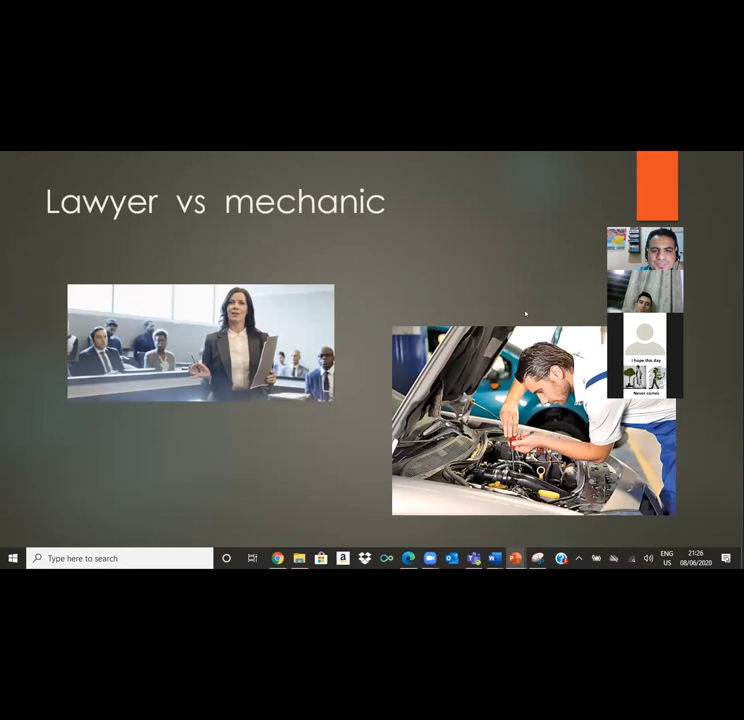 Lawyer vs mechanic
I hope this day
Never comes
Type here to search
ENG
US
21:26
08/06/2020